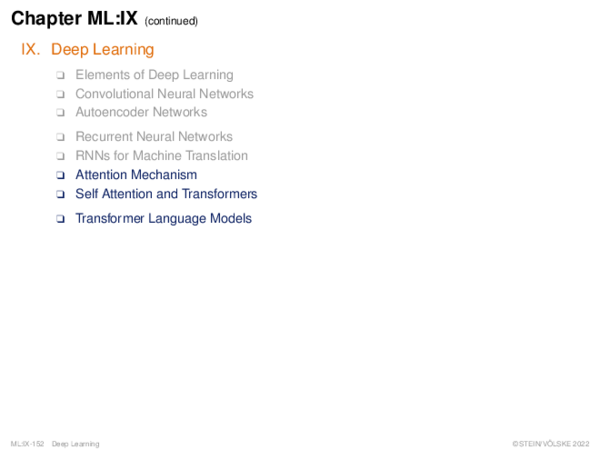 Chapter ML:IX (continued)
IX. Deep Learning
❑ Elements of Deep Learning
❑ Convolutional Neural Networks
❑ Autoencoder Networks
❑ Recurrent Neural Networks
❑ RNNs for Machine Translation
❑ Attention Mechanism
❑ Self Attention and Transformers
❑ Transformer Language Models
ML:IX-152 Deep Learning ©STEIN/VÖLSKE 2022